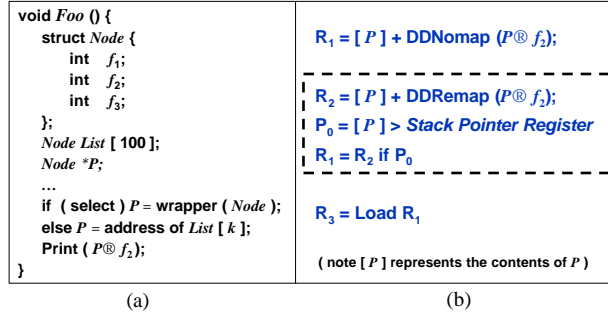 void Foo () {
struct Node {
int f1;
int f2;
int f3;
};
Node List [ 100 ];
Node *P;
...
if ( select ) P = wrapper ( Node );
else P = address of List [ k ];
Print ( P® f2);
}
(a)
R1 = [ P ] + DDNomap (P® f2);
R2 = [ P ] + DDRemap (P® f2);
P0 = [ P ] > Stack Pointer Register
R1 = R2 if P0
R3 = Load R1
( note [ P ] represents the contents of P )
(b)